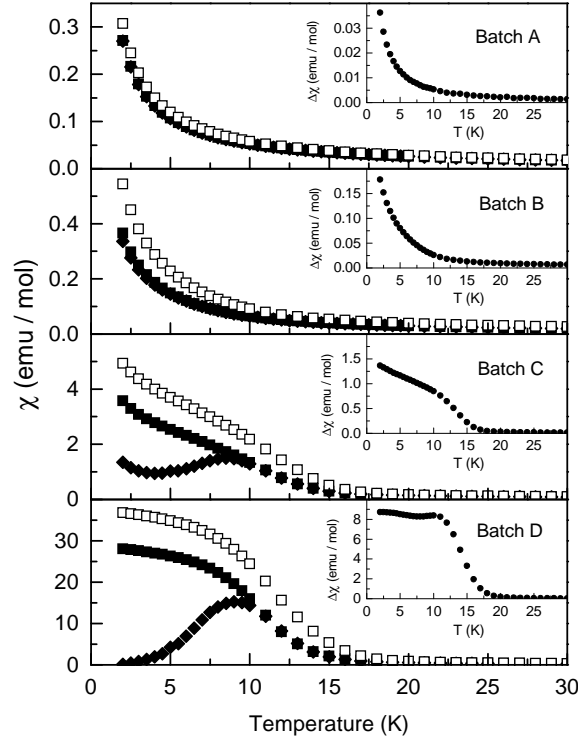 χ (emu / mol)
0.3
0.2
0.1
0.0
Batch A
Δχ (emu / mol)
0.03
0.02
0.01
0.00
0 5 10 15 20 25
T (K)
0.4
0.2
0.0
Batch B
Δχ (emu / mol)
0.15
0.10
0.05
0.00
0 5 10 15 20 25
T (K)
6
4
2
0
Batch C
Δχ (emu / mol)
1.5
1.0
0.5
0.0
0 5 10 15 20 25
T (K)
30
20
10
0
Batch D
Δχ (emu / mol)
8
6
4
2
0
0 5 10 15 20 25
T (K)
0 5 10 15 20 25 30
Temperature (K)